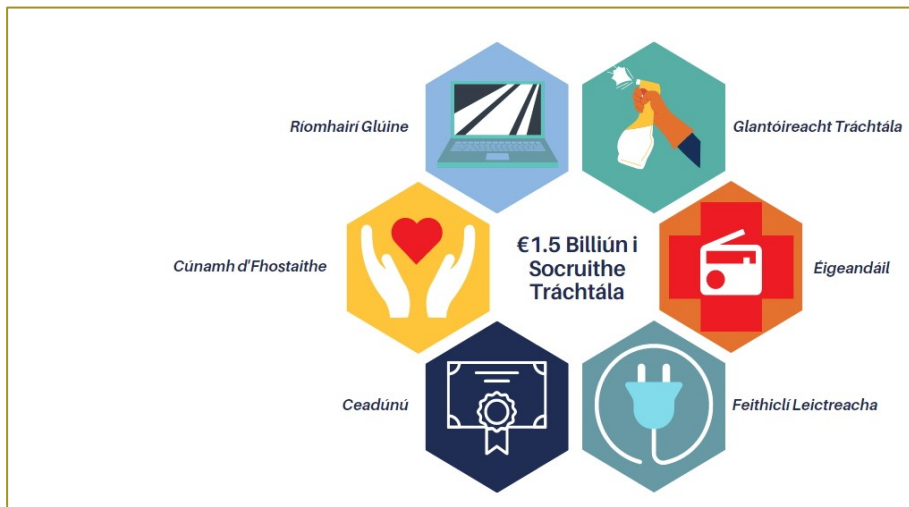 Ríomhairí Glúine
Glantóireacht Tráchtála
Cúnamh d'Fhostaithe
€1.5 Billiún i
Socruithe
Tráchtála
Éigeandáil
Ceadúnú
Feithiclí Leictreacha